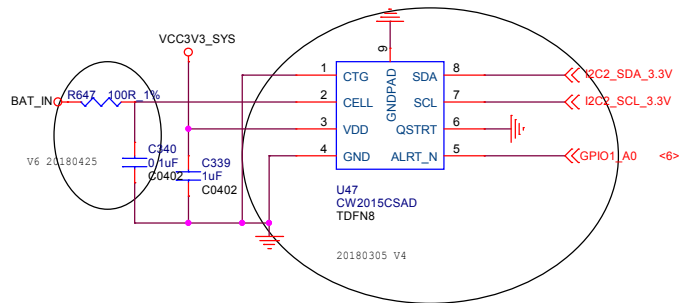 VCC3V3_SYS
BAT_IN
R647 100R_1%
C340
0.1uF
C0402
C339
1uF
C0402
V6 20180425
1 CTG SDA 8 I2C2_SDA_3.3V
2 CELL SCL 7 I2C2_SCL_3.3V
3 VDD QSTRT 6
4 GND ALRT_N 5 GPIO1_A0 <6>
9
GNDPAD
U47
CW2015CSAD
TDFN8
20180305 V4